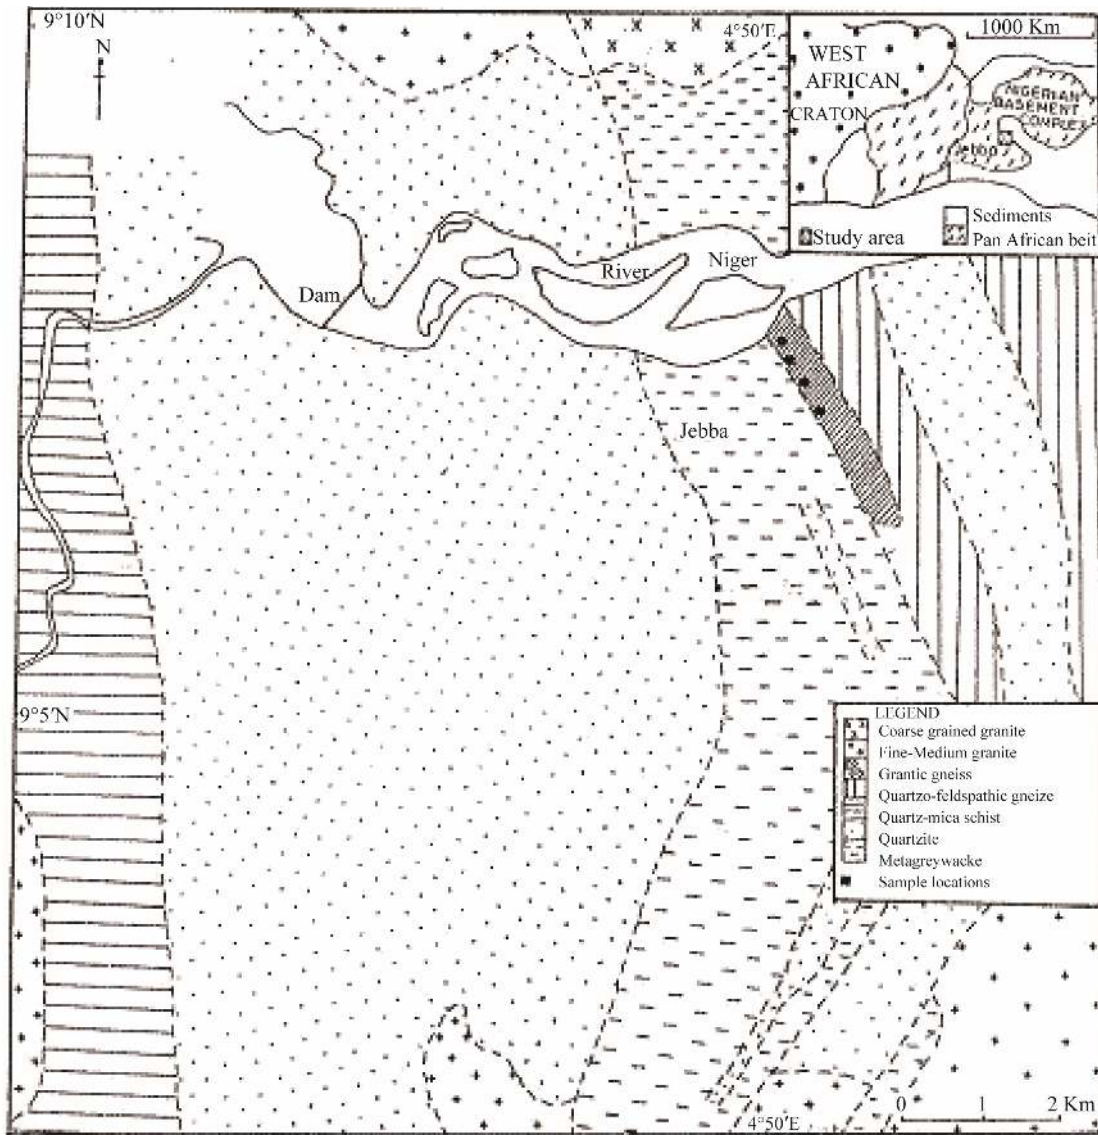 9°10′N
N
4°50′E
1000 Km
WEST
AFRICAN
CRATON
NIGERIAN
BASEMENT
COMPLEX
Jebba
Sediments
Study area
Pan African beit
Dam
River
Niger
Jebba
9°5′N
LEGEND
Coarse grained granite
Fine-Medium granite
Grantic gneiss
Quartzo-feldspathic gneize
Quartz-mica schist
Quartzite
Metagreywacke
Sample locations
0 1 2 Km
4°50′E